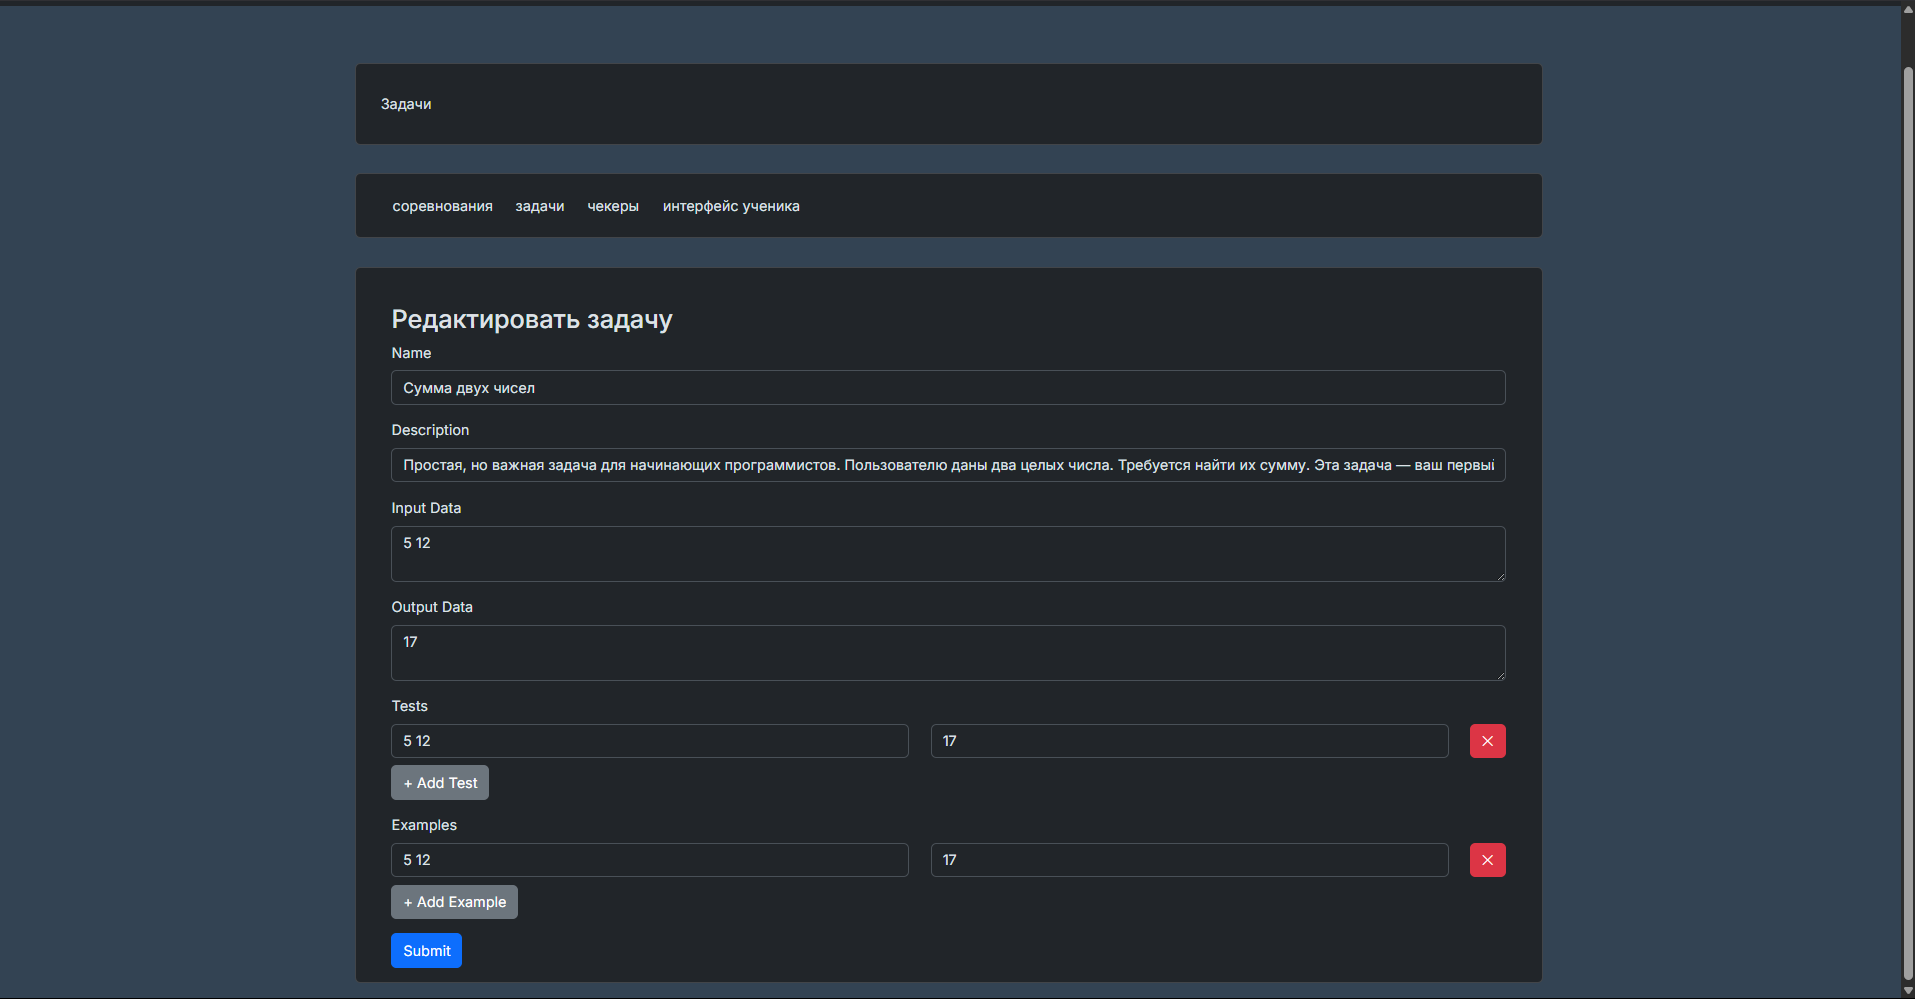 Задачи
соревнования задачи чекеры интерфейс ученика
Редактировать задачу
Name
Сумма двух чисел
Description
Простая, но важная задача для начинающих программистов. Пользователю даны два целых числа. Требуется найти их сумму. Эта задача — ваш первый
Input Data
5 12
Output Data
17
Tests
5 12 17
+ Add Test
Examples
5 12 17
+ Add Example
Submit